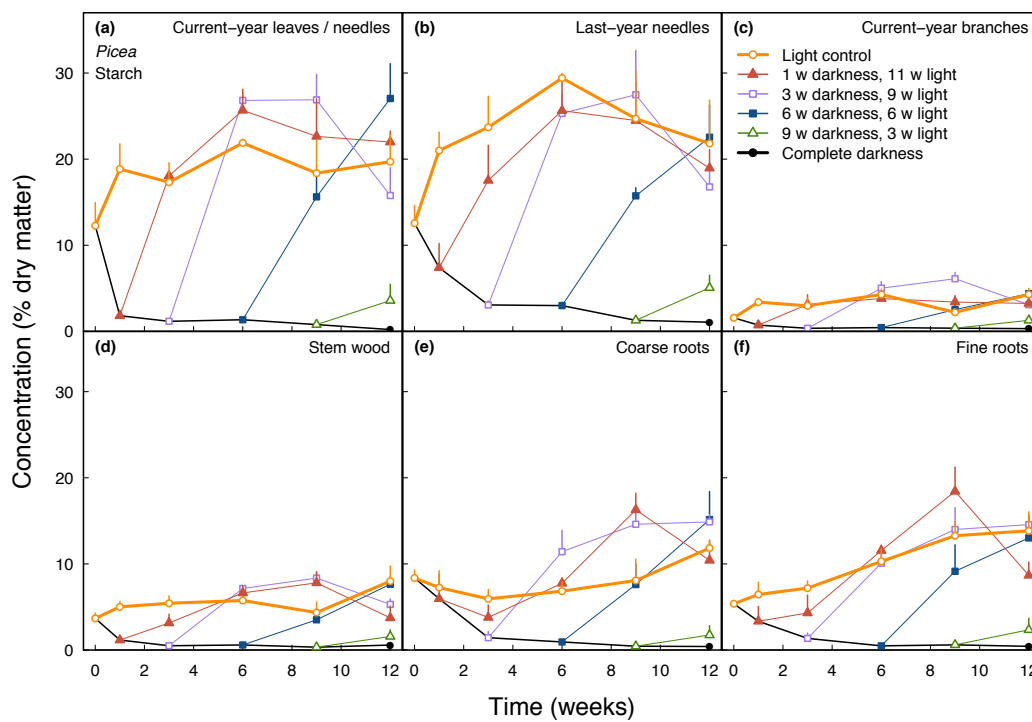 (a) Current−year leaves / needles
Picea
Starch
(b) Last−year needles
(c) Current−year branches
Light control
1 w darkness, 11 w light
3 w darkness, 9 w light
6 w darkness, 6 w light
9 w darkness, 3 w light
Complete darkness
30
20
10
0
(d) Stem wood
(e) Coarse roots
(f) Fine roots
30
20
10
0
0 2 4 6 8 10 12
0 2 4 6 8 10 12
0 2 4 6 8 10 12
Concentration (% dry matter)
Time (weeks)